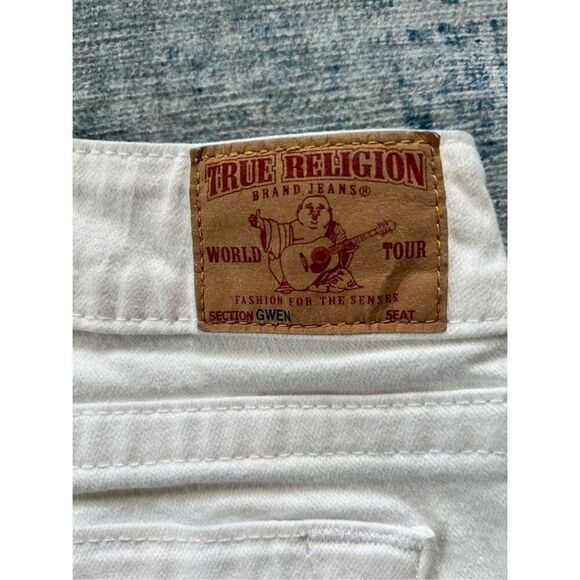 TRUE RELIGION
BRAND JEANS®
WORLD TOUR
FASHION FOR THE SENSES
SECTION GWEN SEAT